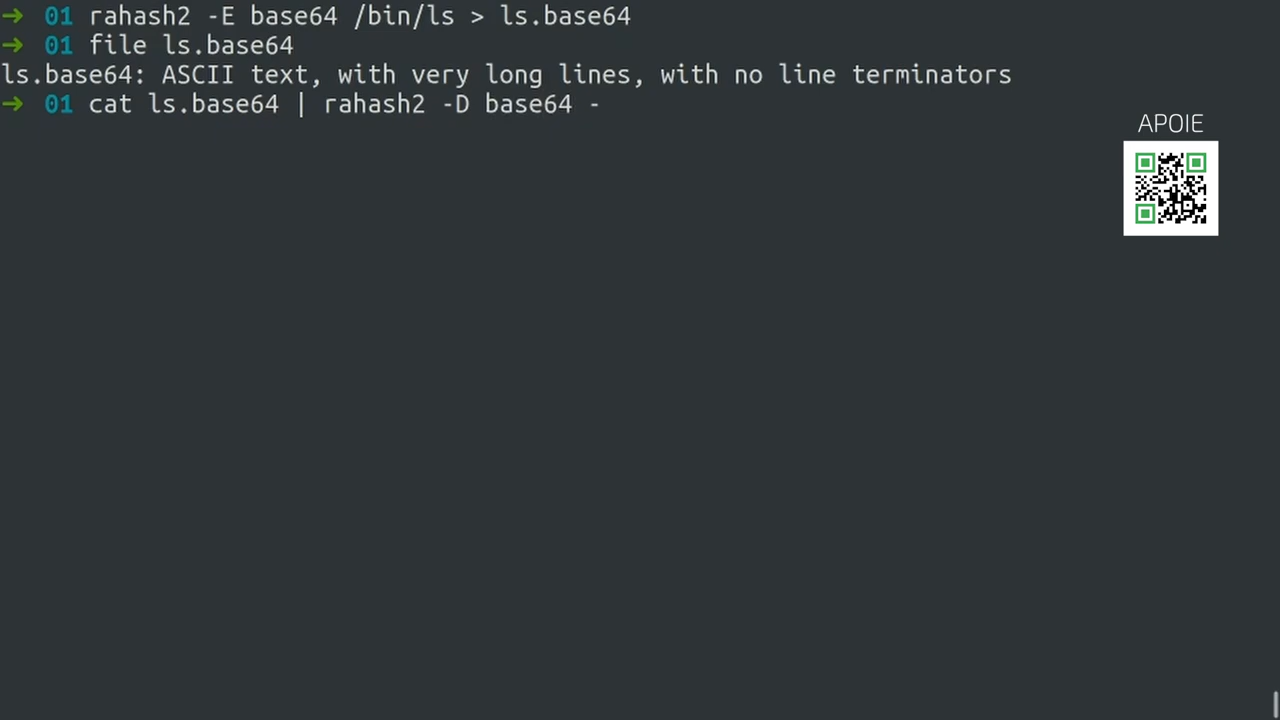 ➜ 01 rahash2 -E base64 /bin/ls > ls.base64
➜ 01 file ls.base64
ls.base64: ASCII text, with very long lines, with no line terminators
➜ 01 cat ls.base64 | rahash2 -D base64 -
APOIE